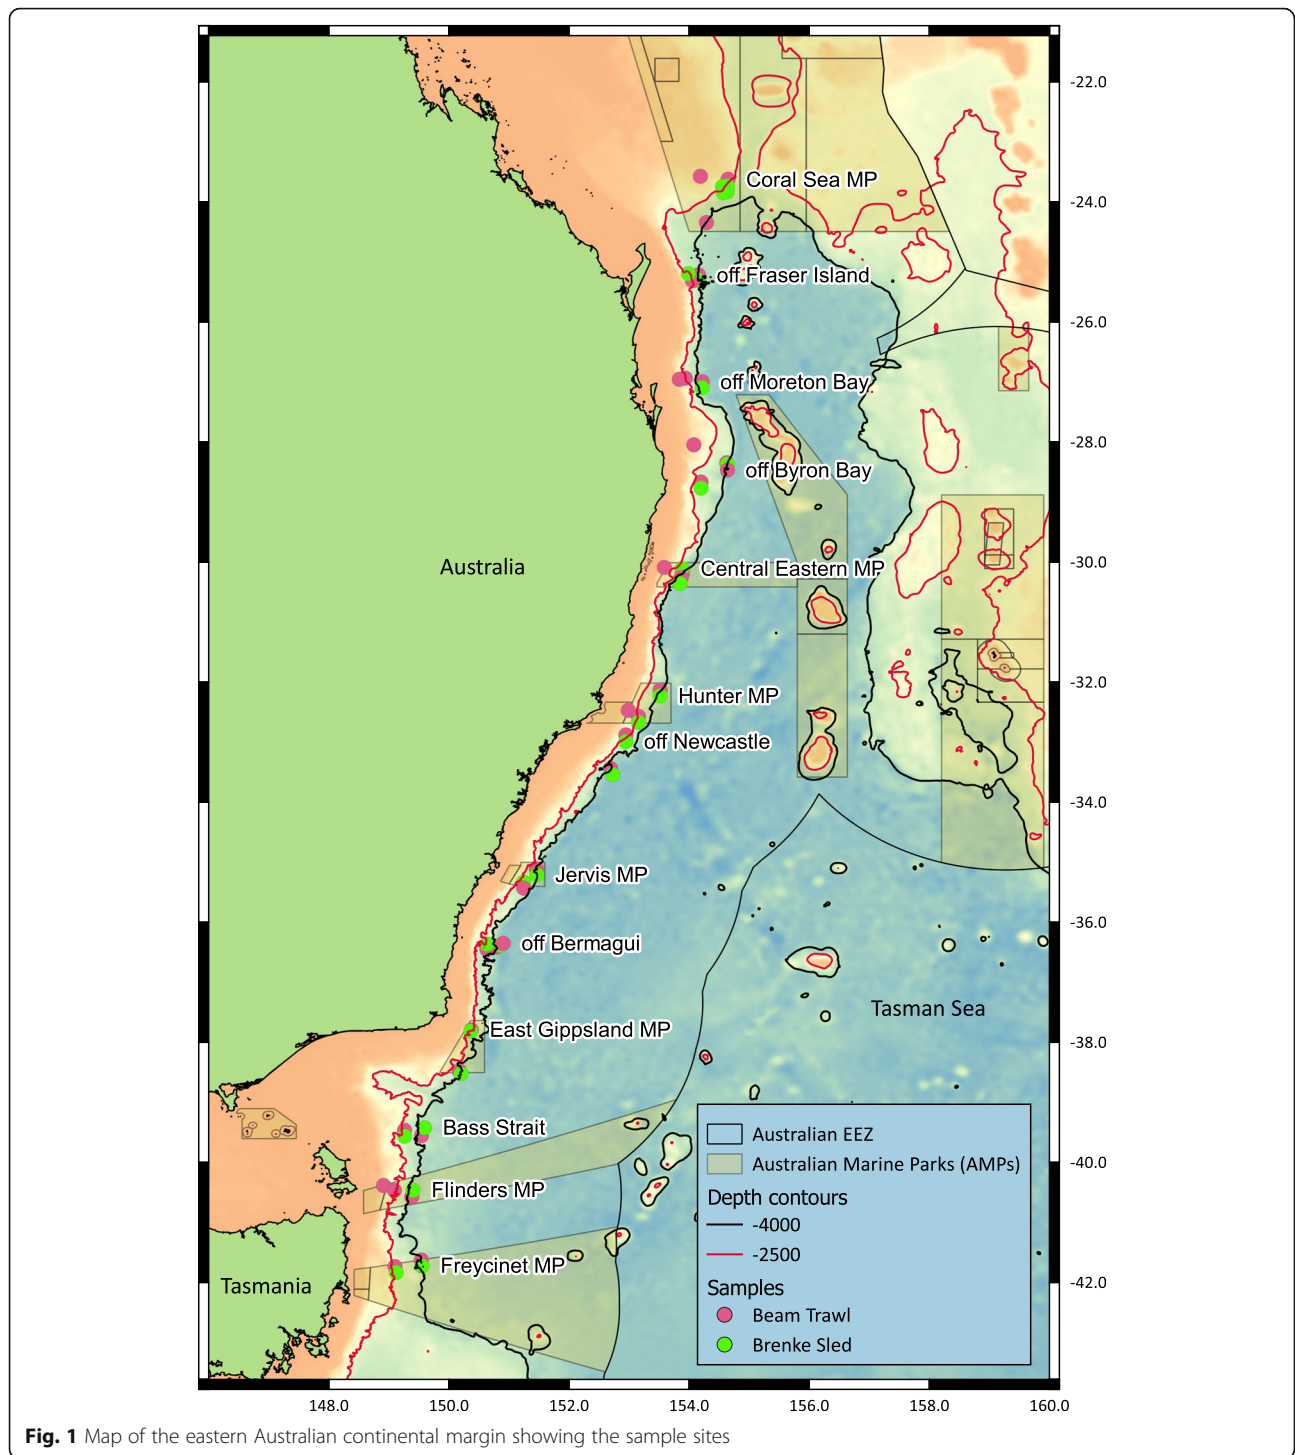 -22.0
Coral Sea MP
-24.0
off Fraser Island
-26.0
off Moreton Bay
-28.0
off Byron Bay
Australia
-30.0
Central Eastern MP
-32.0
Hunter MP
off Newcastle
-34.0
Jervis MP
-36.0
off Bermagui
Tasman Sea
East Gippsland MP
-38.0
Bass Strait
Australian EEZ
-40.0
Australian Marine Parks (AMPs)
Flinders MP
Depth contours
-4000
-2500
Freycinet MP
Tasmania
-42.0
Samples
Beam Trawl
Brenke Sled
148.0 150.0 152.0 154.0 156.0 158.0 160.0
Fig. 1 Map of the eastern Australian continental margin showing the sample sites